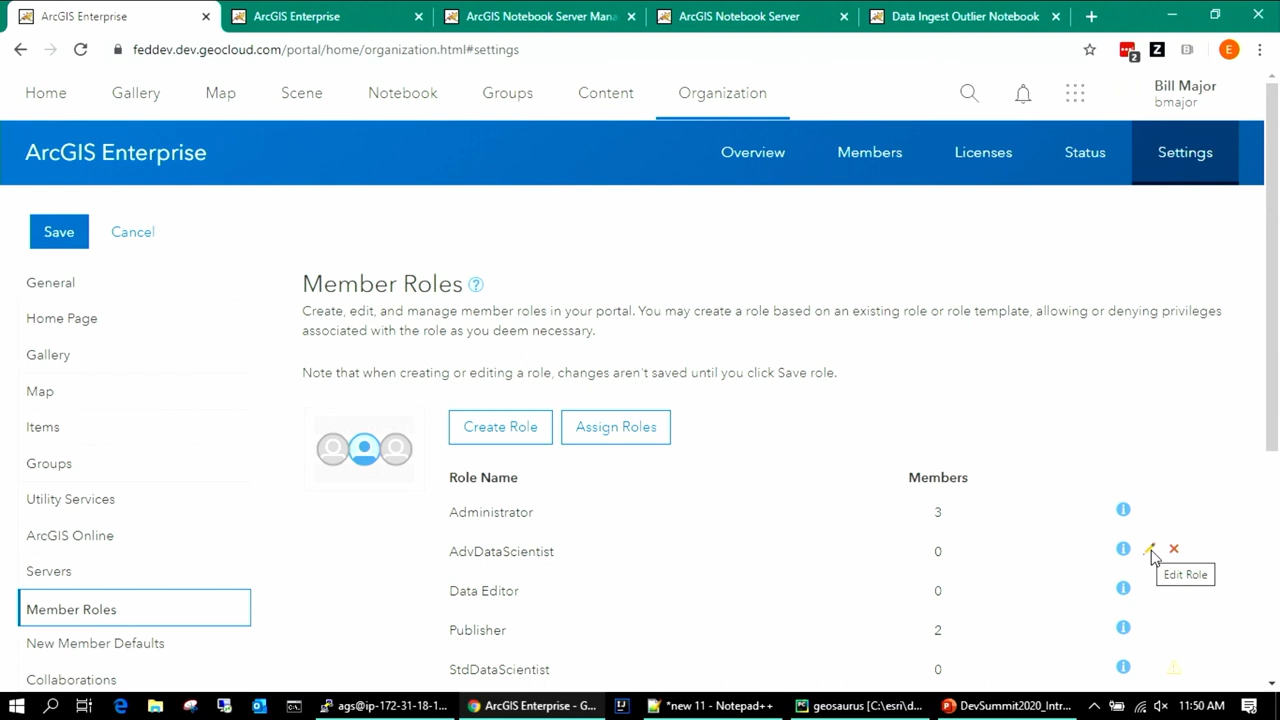 ArcGIS Enterprise
ArcGIS Enterprise
ArcGIS Notebook Server Mana
ArcGIS Notebook Server
Data Ingest Outlier Notebook
feddev.dev.geocloud.com/portal/home/organization.html#settings
2
Z
E
Home
Gallery
Map
Scene
Notebook
Groups
Content
Organization
Bill Major
bmajor
ArcGIS Enterprise
Overview
Members
Licenses
Status
Settings
Save
Cancel
General
Home Page
Gallery
Map
Items
Groups
Utility Services
ArcGIS Online
Servers
Member Roles
New Member Defaults
Collaborations
Member Roles ?
Create, edit, and manage member roles in your portal. You may create a role based on an existing role or role template, allowing or denying privileges
associated with the role as you deem necessary.
Note that when creating or editing a role, changes aren't saved until you click Save role.
Create Role
Assign Roles
Role Name Members
Administrator 3
AdvDataScientist 0
Edit Role
Data Editor 0
Publisher 2
StdDataScientist 0
ags@ip-172-31-18-1...
ArcGIS Enterprise - G...
*new 11 - Notepad++
geosaurus [C:\esri\d...
DevSummit2020_Intr...
11:50 AM